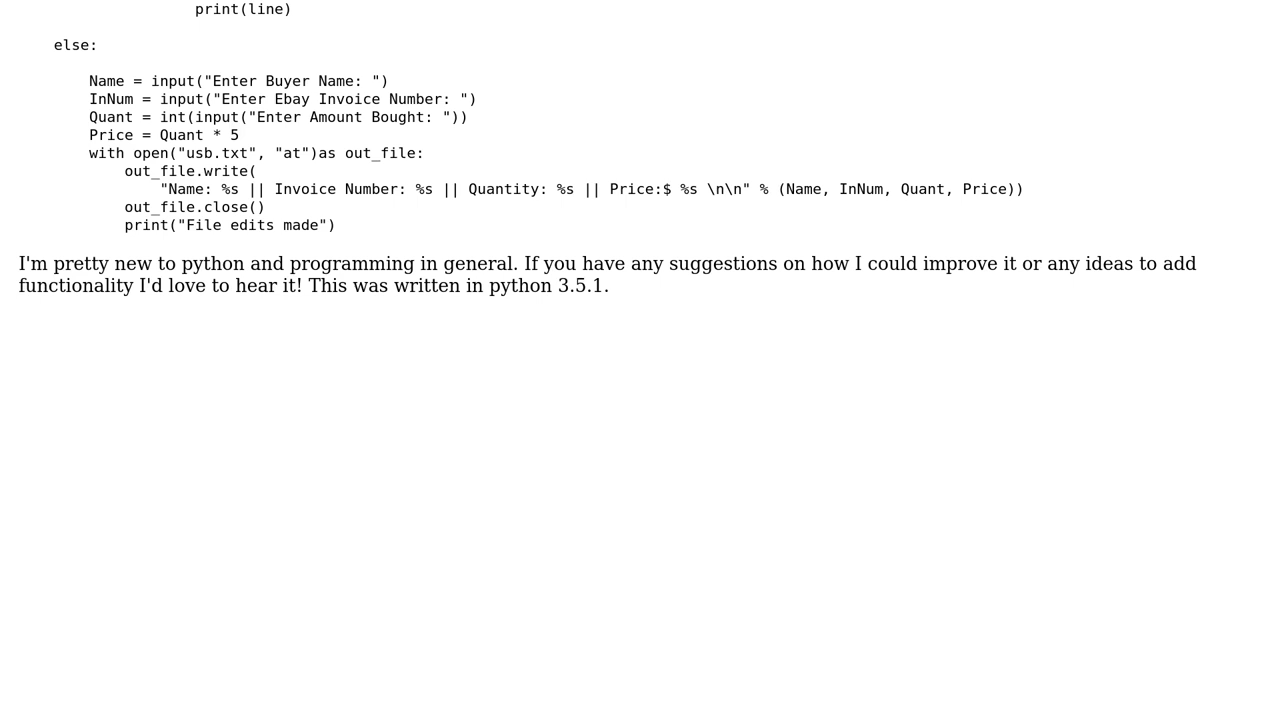 print(line)
else:
Name = input("Enter Buyer Name: ")
InNum = input("Enter Ebay Invoice Number: ")
Quant = int(input("Enter Amount Bought: "))
Price = Quant * 5
with open("usb.txt", "at")as out_file:
out_file.write(
"Name: %s || Invoice Number: %s || Quantity: %s || Price:$ %s \n\n" % (Name, InNum, Quant, Price))
out_file.close()
print("File edits made")
I'm pretty new to python and programming in general. If you have any suggestions on how I could improve it or any ideas to add
functionality I'd love to hear it! This was written in python 3.5.1.